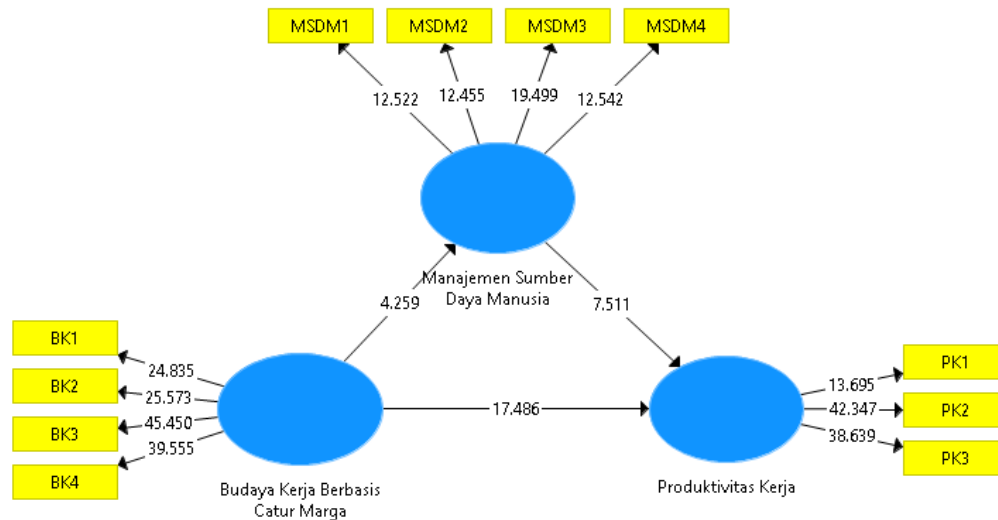 MSDM1
MSDM2
MSDM3
MSDM4
12.522
12.455
19.499
12.542
Manajemen Sumber
Daya Manusia
4.259
7.511
BK1
BK2
BK3
BK4
24.835
25.573
45.450
39.555
17.486
13.695
42.347
38.639
PK1
PK2
PK3
Budaya Kerja Berbasis
Catur Marga
Produktivitas Kerja